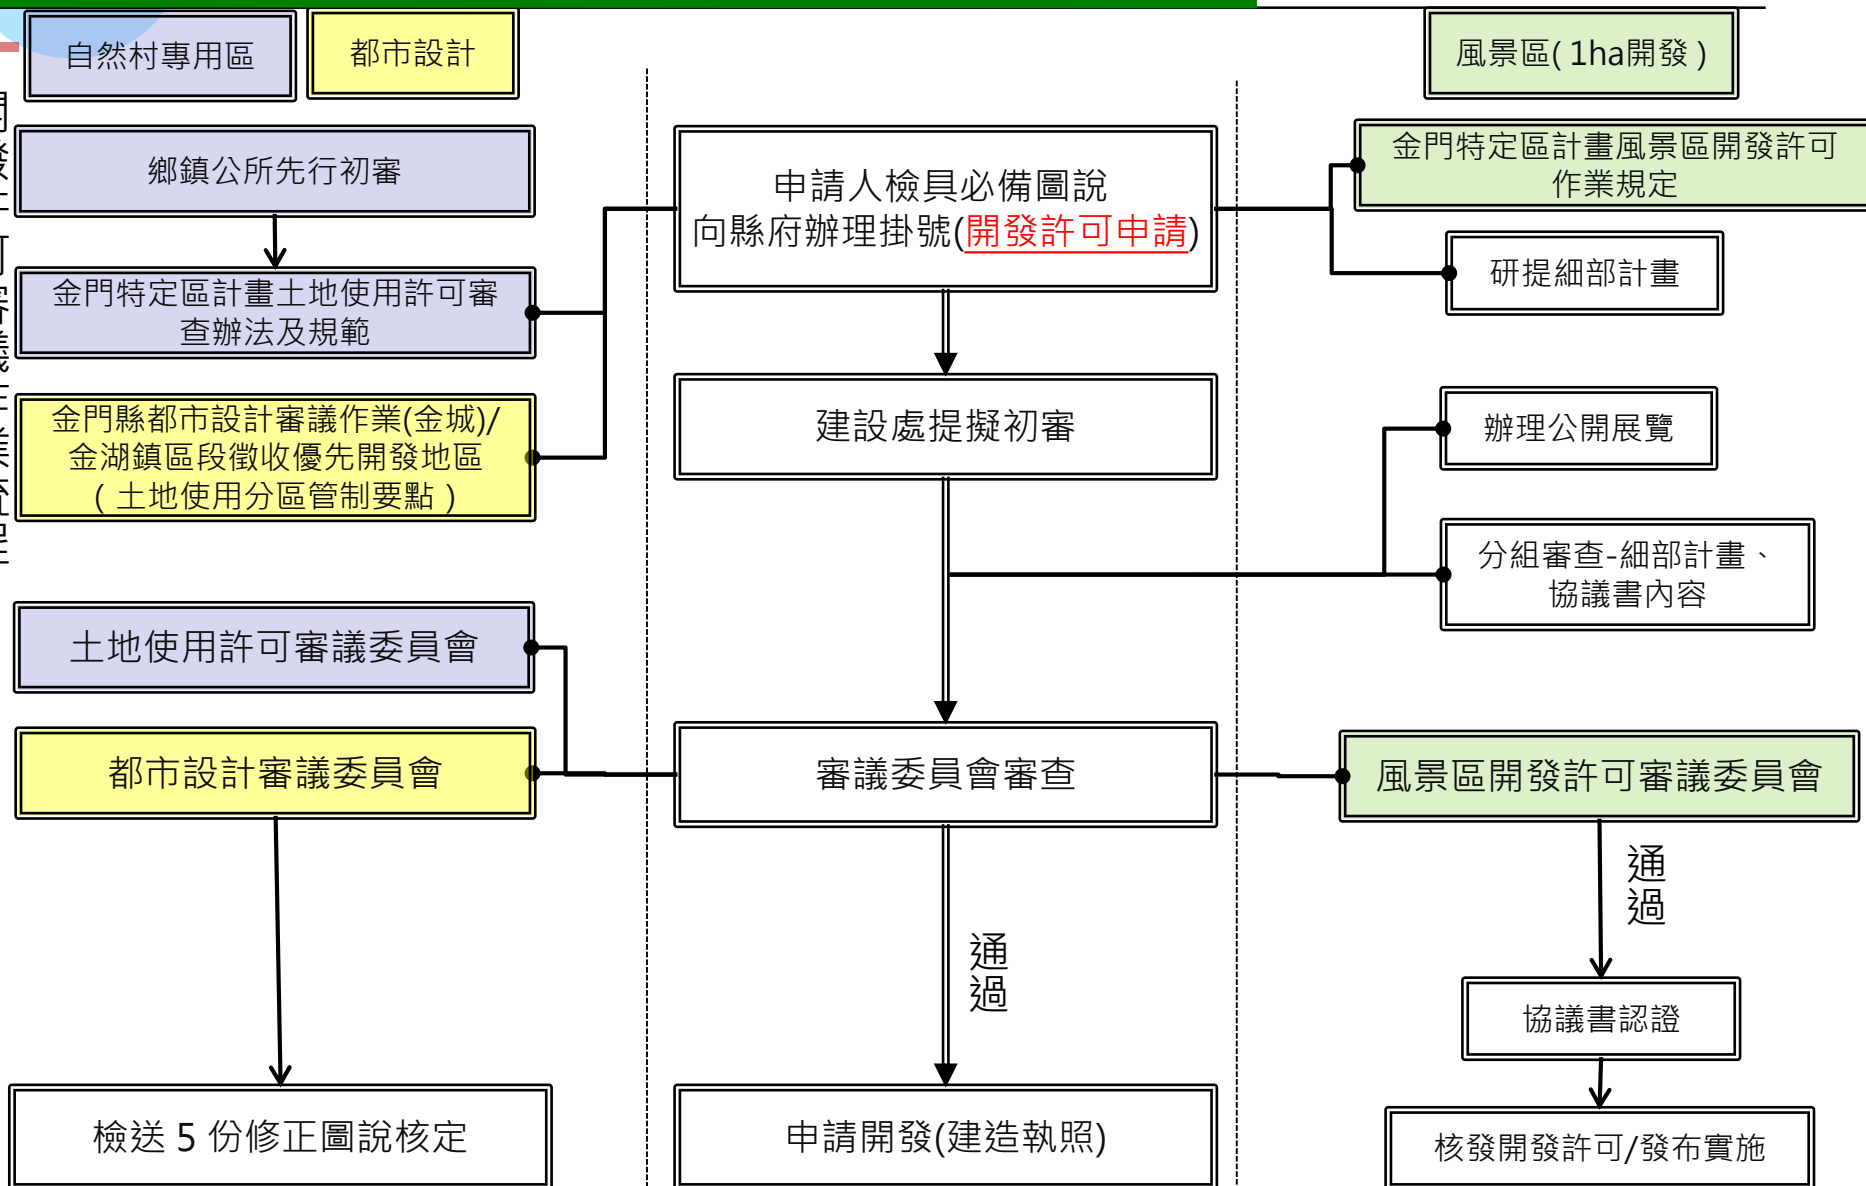 自然村專用區
都市設計
風景區( 1ha開發 )
鄉鎮公所先行初審
金門特定區計畫土地使用許可審
查辦法及規範
金門縣都市設計審議作業(金城)/
金湖鎮區段徵收優先開發地區
( 土地使用分區管制要點 )
土地使用許可審議委員會
都市設計審議委員會
檢送 5 份修正圖說核定
申請人檢具必備圖說
向縣府辦理掛號(開發許可申請)
建設處提擬初審
審議委員會審查
通過
申請開發(建造執照)
金門特定區計畫風景區開發許可
作業規定
研提細部計畫
辦理公開展覽
分組審查-細部計畫、
協議書內容
風景區開發許可審議委員會
通過
協議書認證
核發開發許可/發布實施